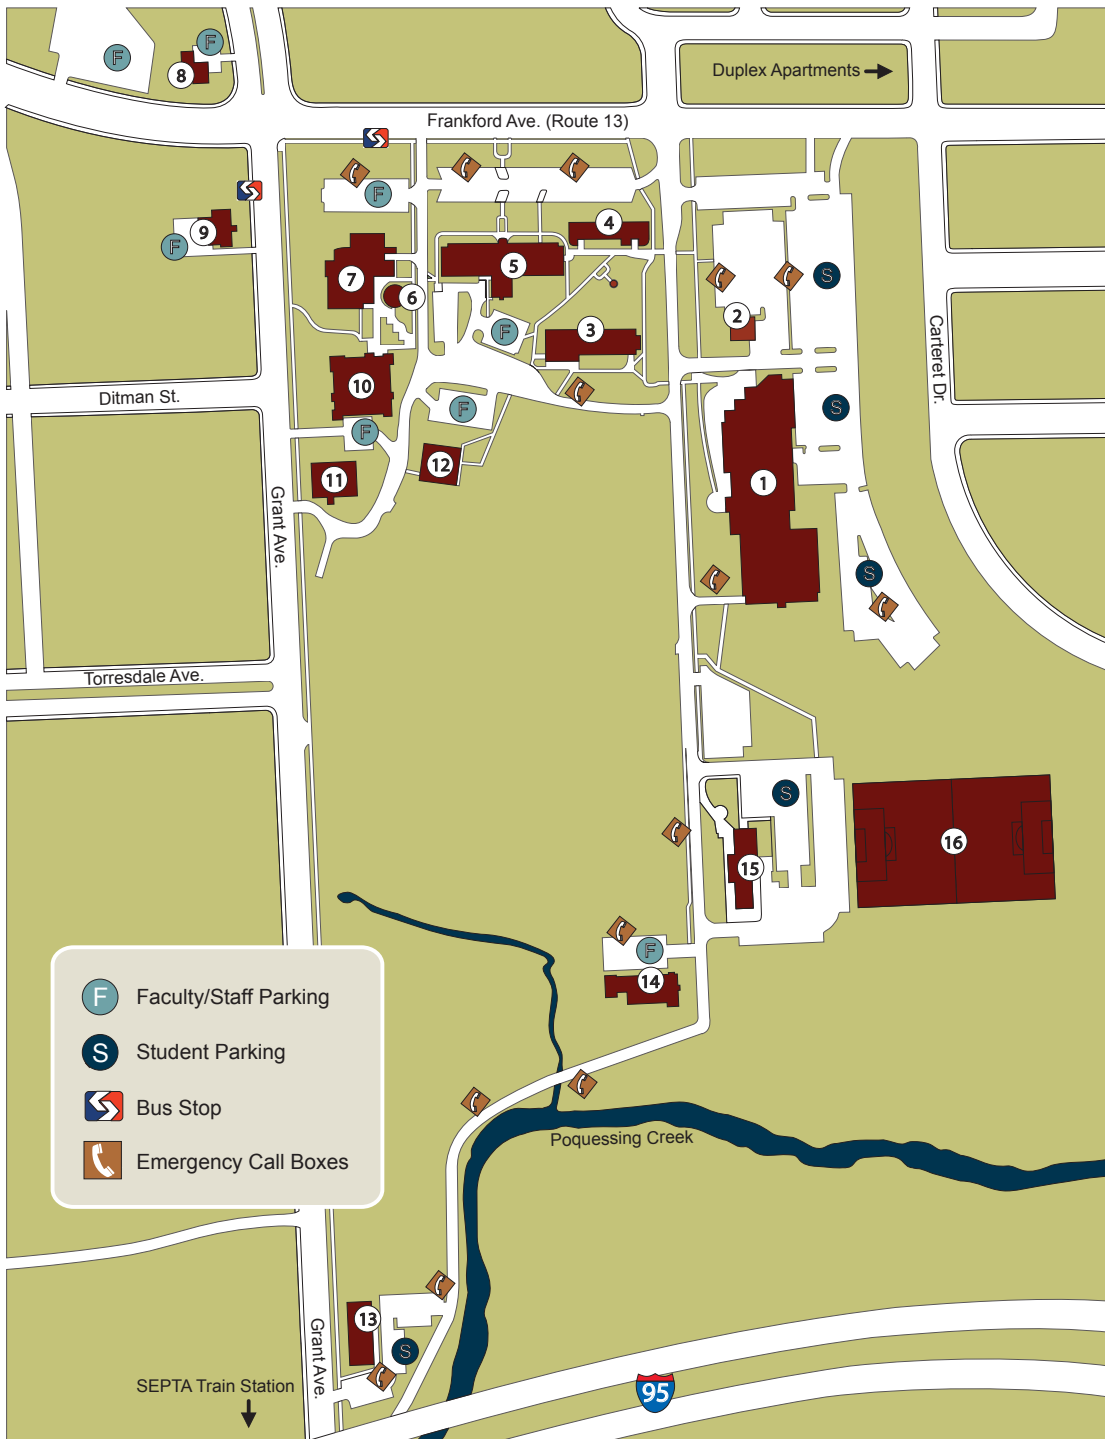 F
F
8
Duplex Apartments
Frankford Ave. (Route 13)
F
9
F
4
5
7
6
S
2
3
F
Carteret Dr.
Ditman St.
10
F
S
F
12
11
1
Grant Ave.
S
Torresdale Ave.
S
16
15
F
14
F Faculty/Staff Parking
S Student Parking
Bus Stop
Emergency Call Boxes
Poquessing Creek
13
S
Grant Ave.
SEPTA Train Station
95